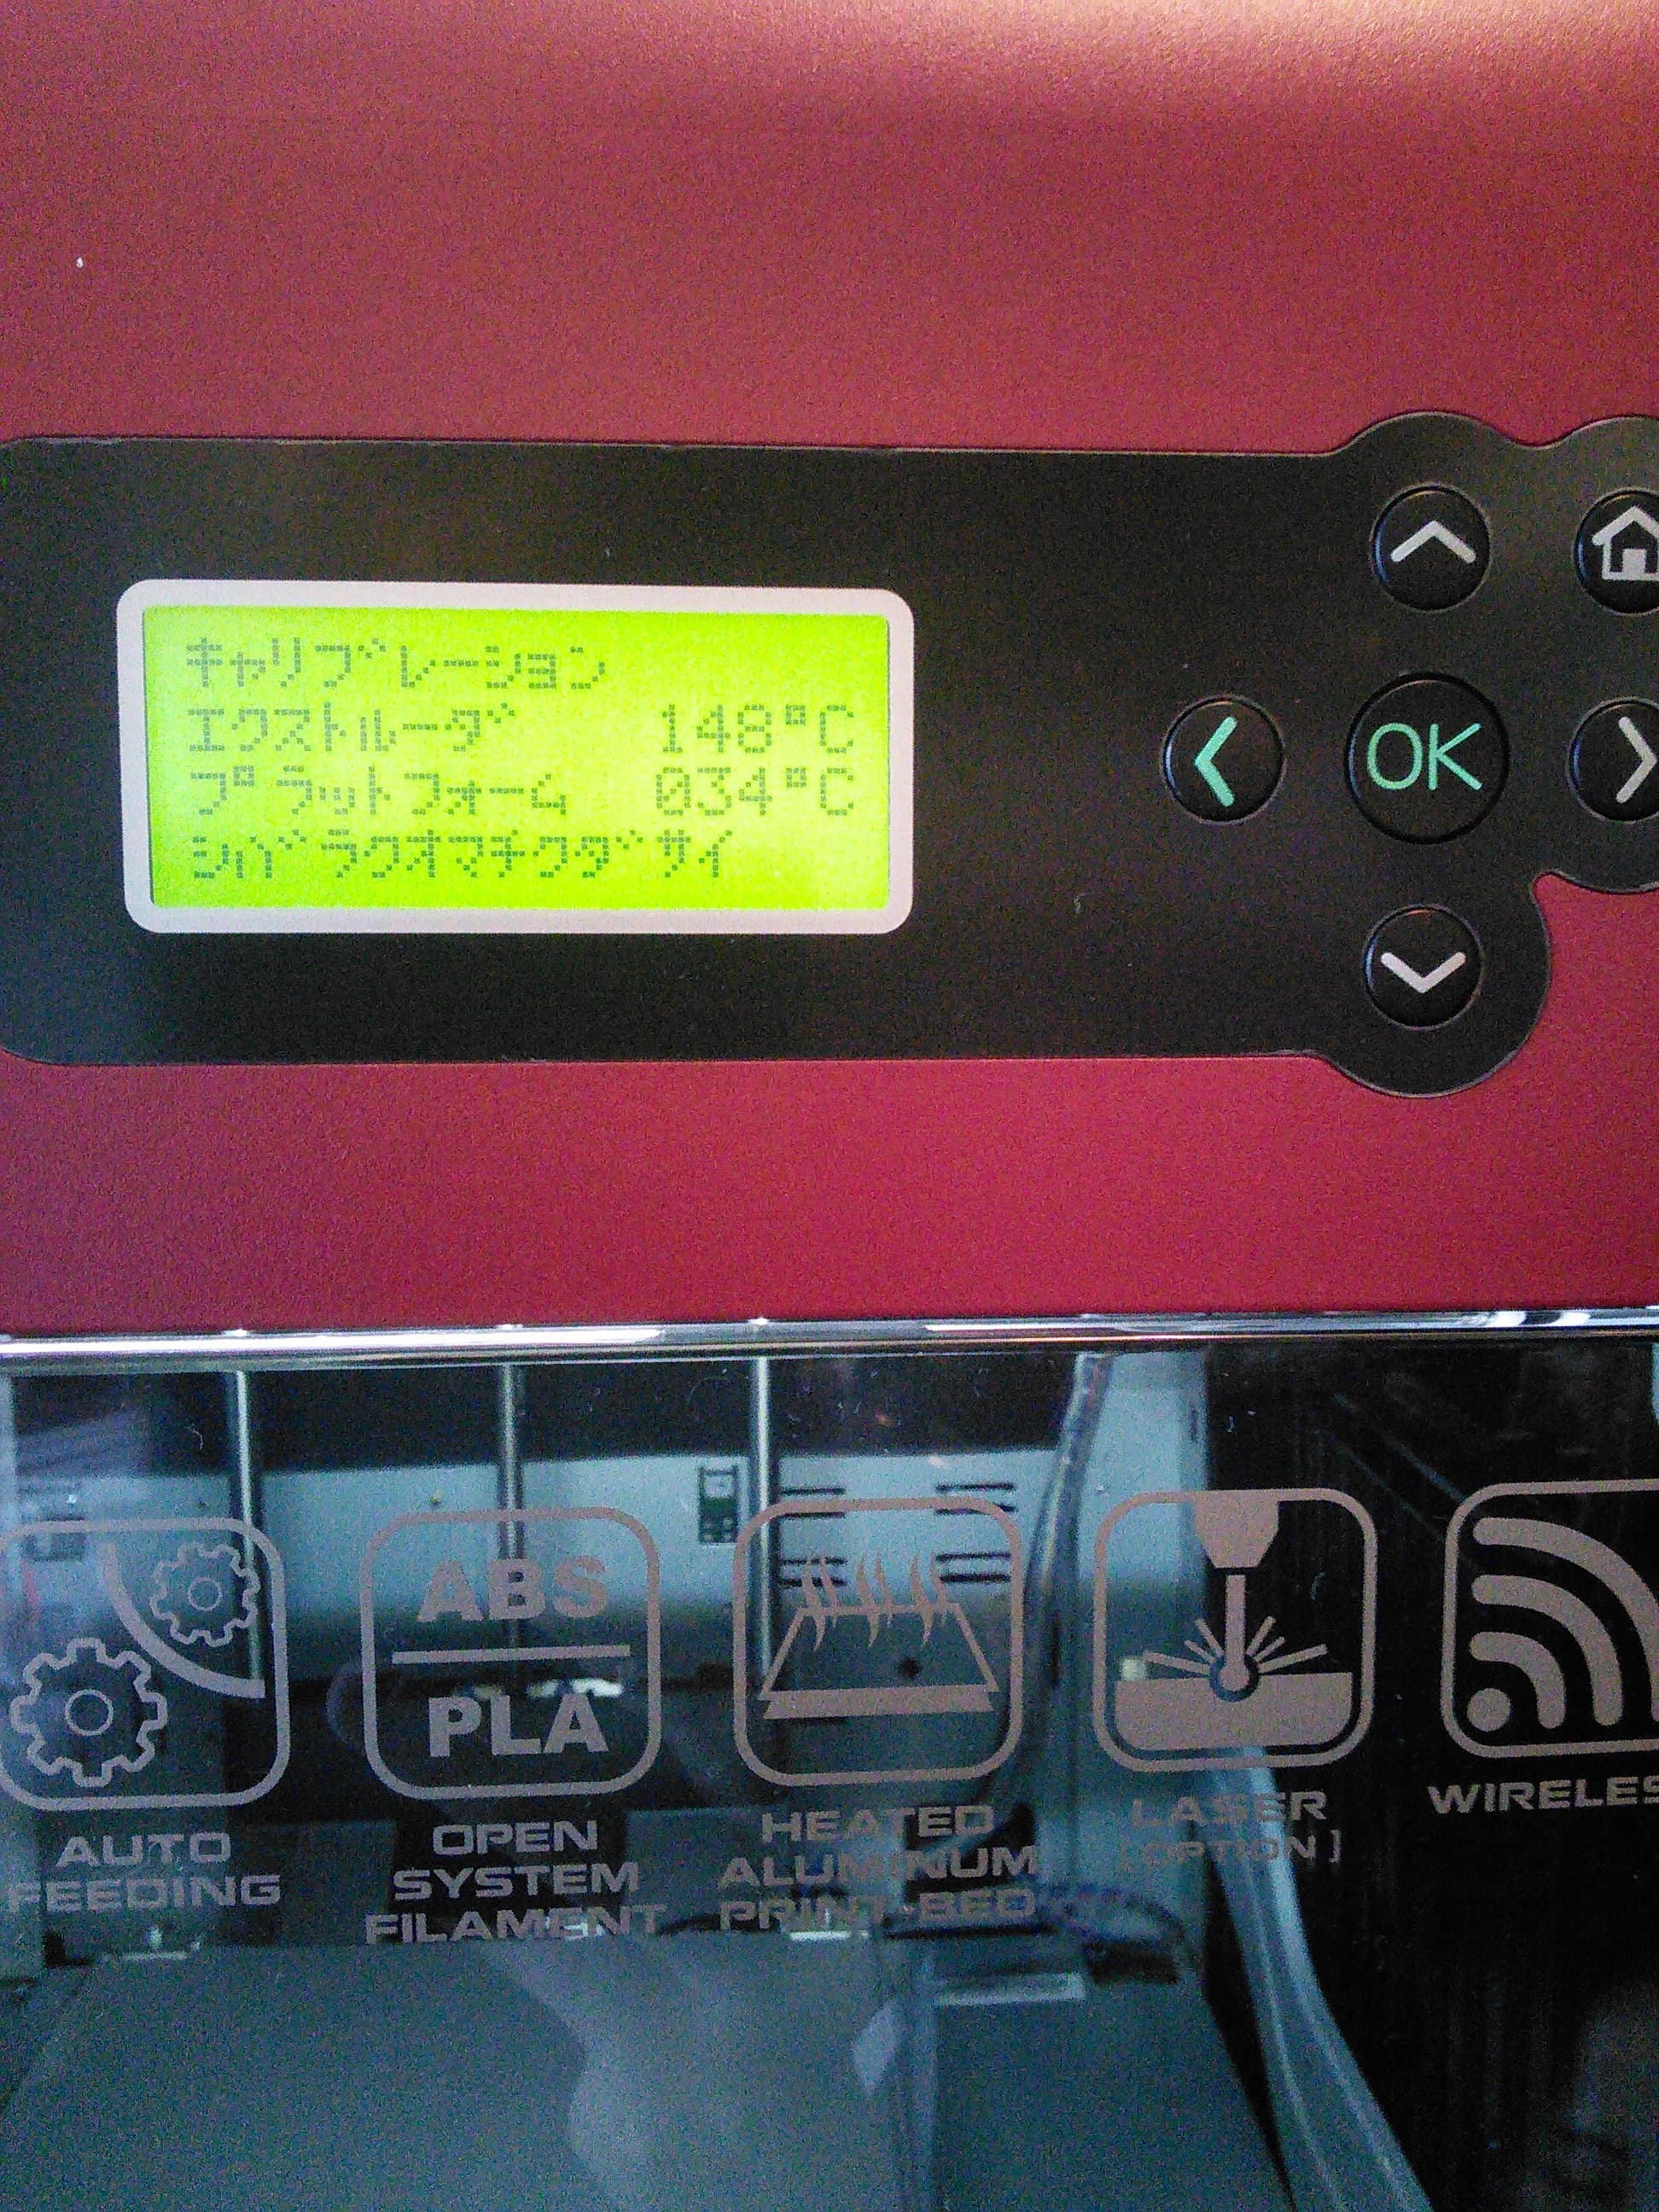 ｷｬﾘﾌﾞﾚｰｼｮﾝ
ｴｸｽﾄﾙｰﾀﾞ 148°C
ﾌﾟﾗｯﾄﾌｫｰﾑ 034°C
ｼﾊﾞﾗｸｵﾏﾁｸﾀﾞｻｲ
OK
ABS
PLA
AUTO
FEEDING
OPEN
SYSTEM
FILAMENT
HEATED
ALUMINUM
PRINT-BED
LASER
[OPTION]
WIRELES